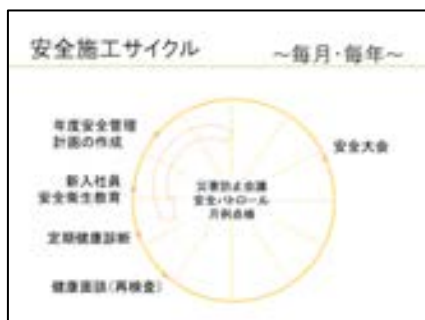 安全施工サイクル
～毎月・毎年～
年度安全管理
計画の作成
安全大会
新入社員
安全衛生教育
災害防止会議
安全パトロール
月例点検
定期健康診断
健康面談(再検査)